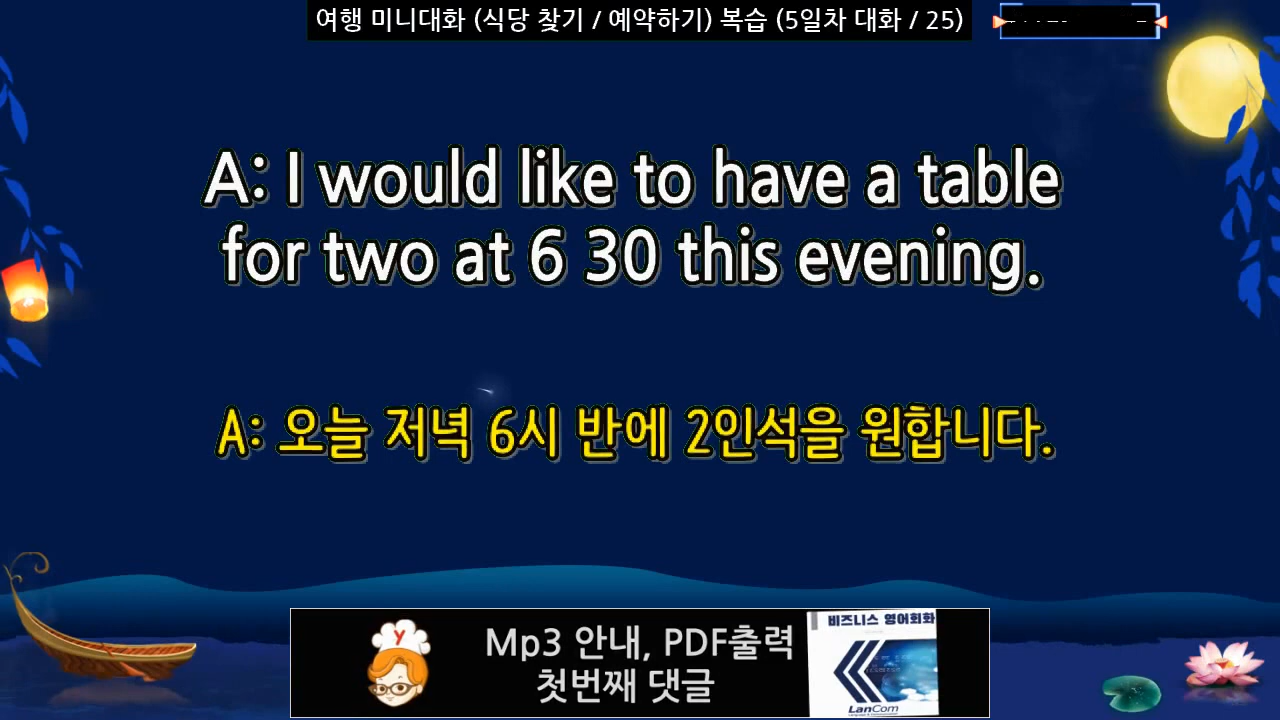 여행 미니대화 (식당 찾기 / 예약하기) 복습 (5일차 대화 / 25)
A: I would like to have a table
for two at 6 30 this evening.
A: 오늘 저녁 6시 반에 2인석을 원합니다.
Y
Mp3 안내, PDF출력
첫번째 댓글
비즈니스 영어회화
LanCom